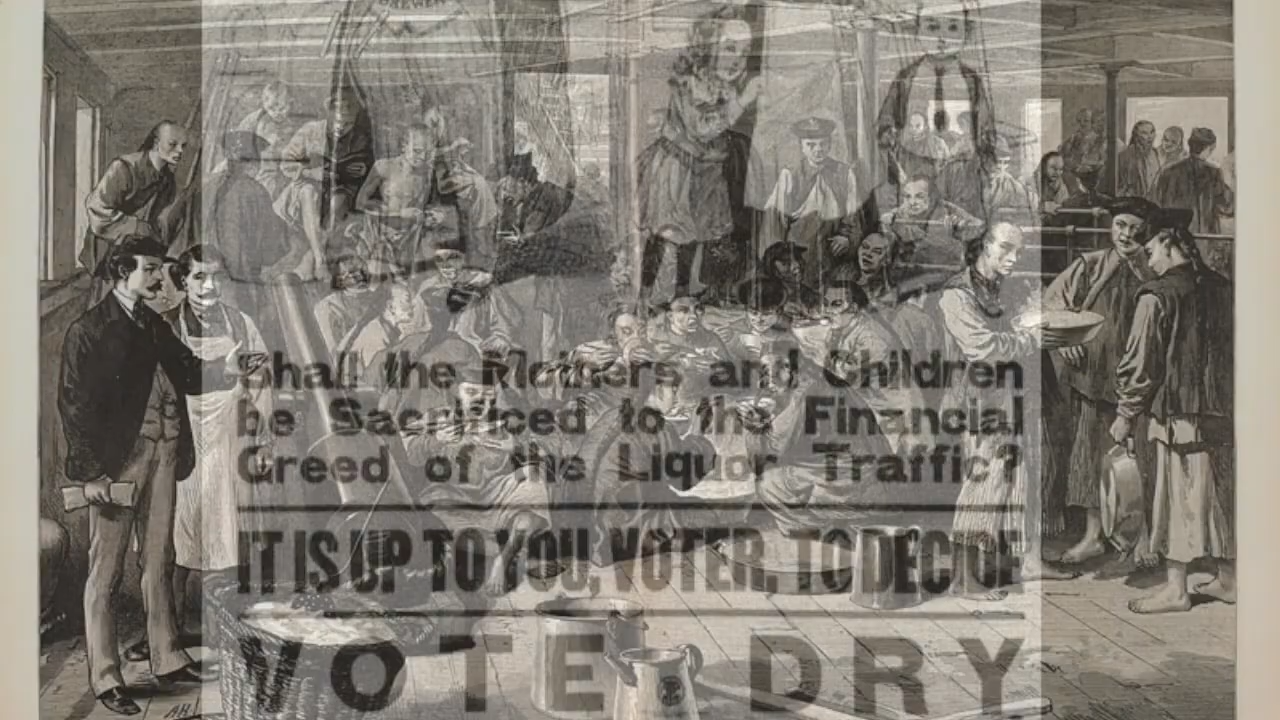 BREWER
Shall the Mothers and Children
be Sacrificed to the Financial
Greed of the Liquor Traffic?
IT IS UP TO YOU, VOTER, TO DECIDE
VOTE DRY